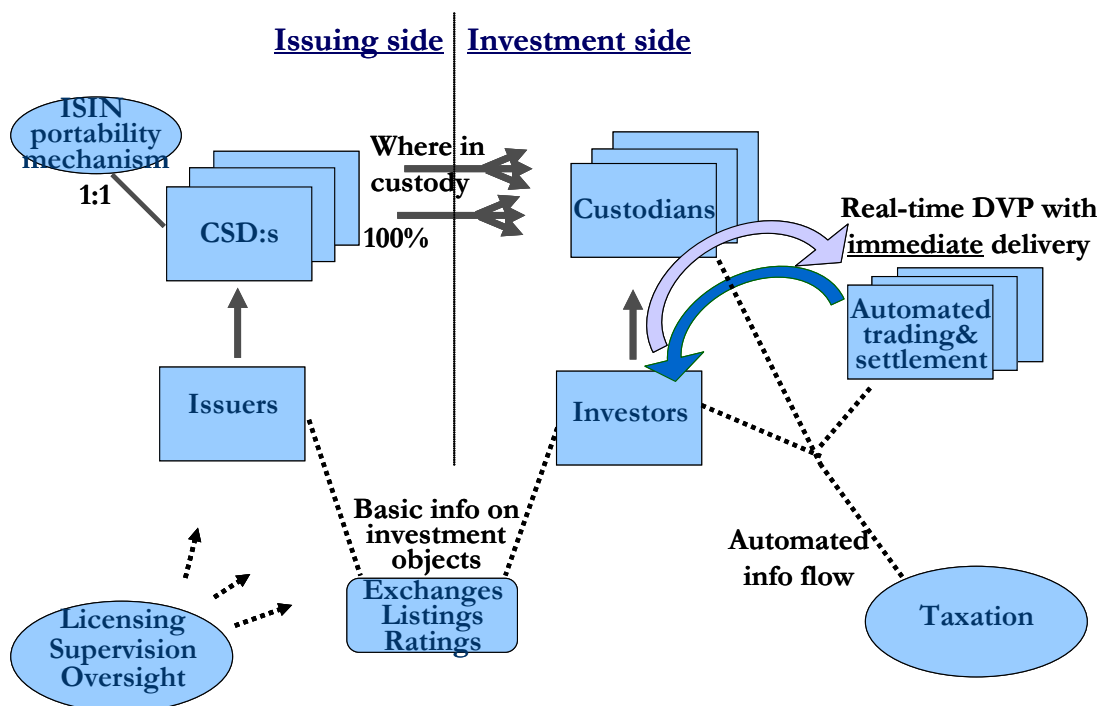 Issuing side
Investment side
ISIN
portability
mechanism
1:1
CSD:s
Where in
custody
100%
Custodians
Real-time DVP with
immediate delivery
Automated
trading&
settlement
Issuers
Investors
Basic info on
investment
objects
Exchanges
Listings
Ratings
Automated
info flow
Licensing
Supervision
Oversight
Taxation